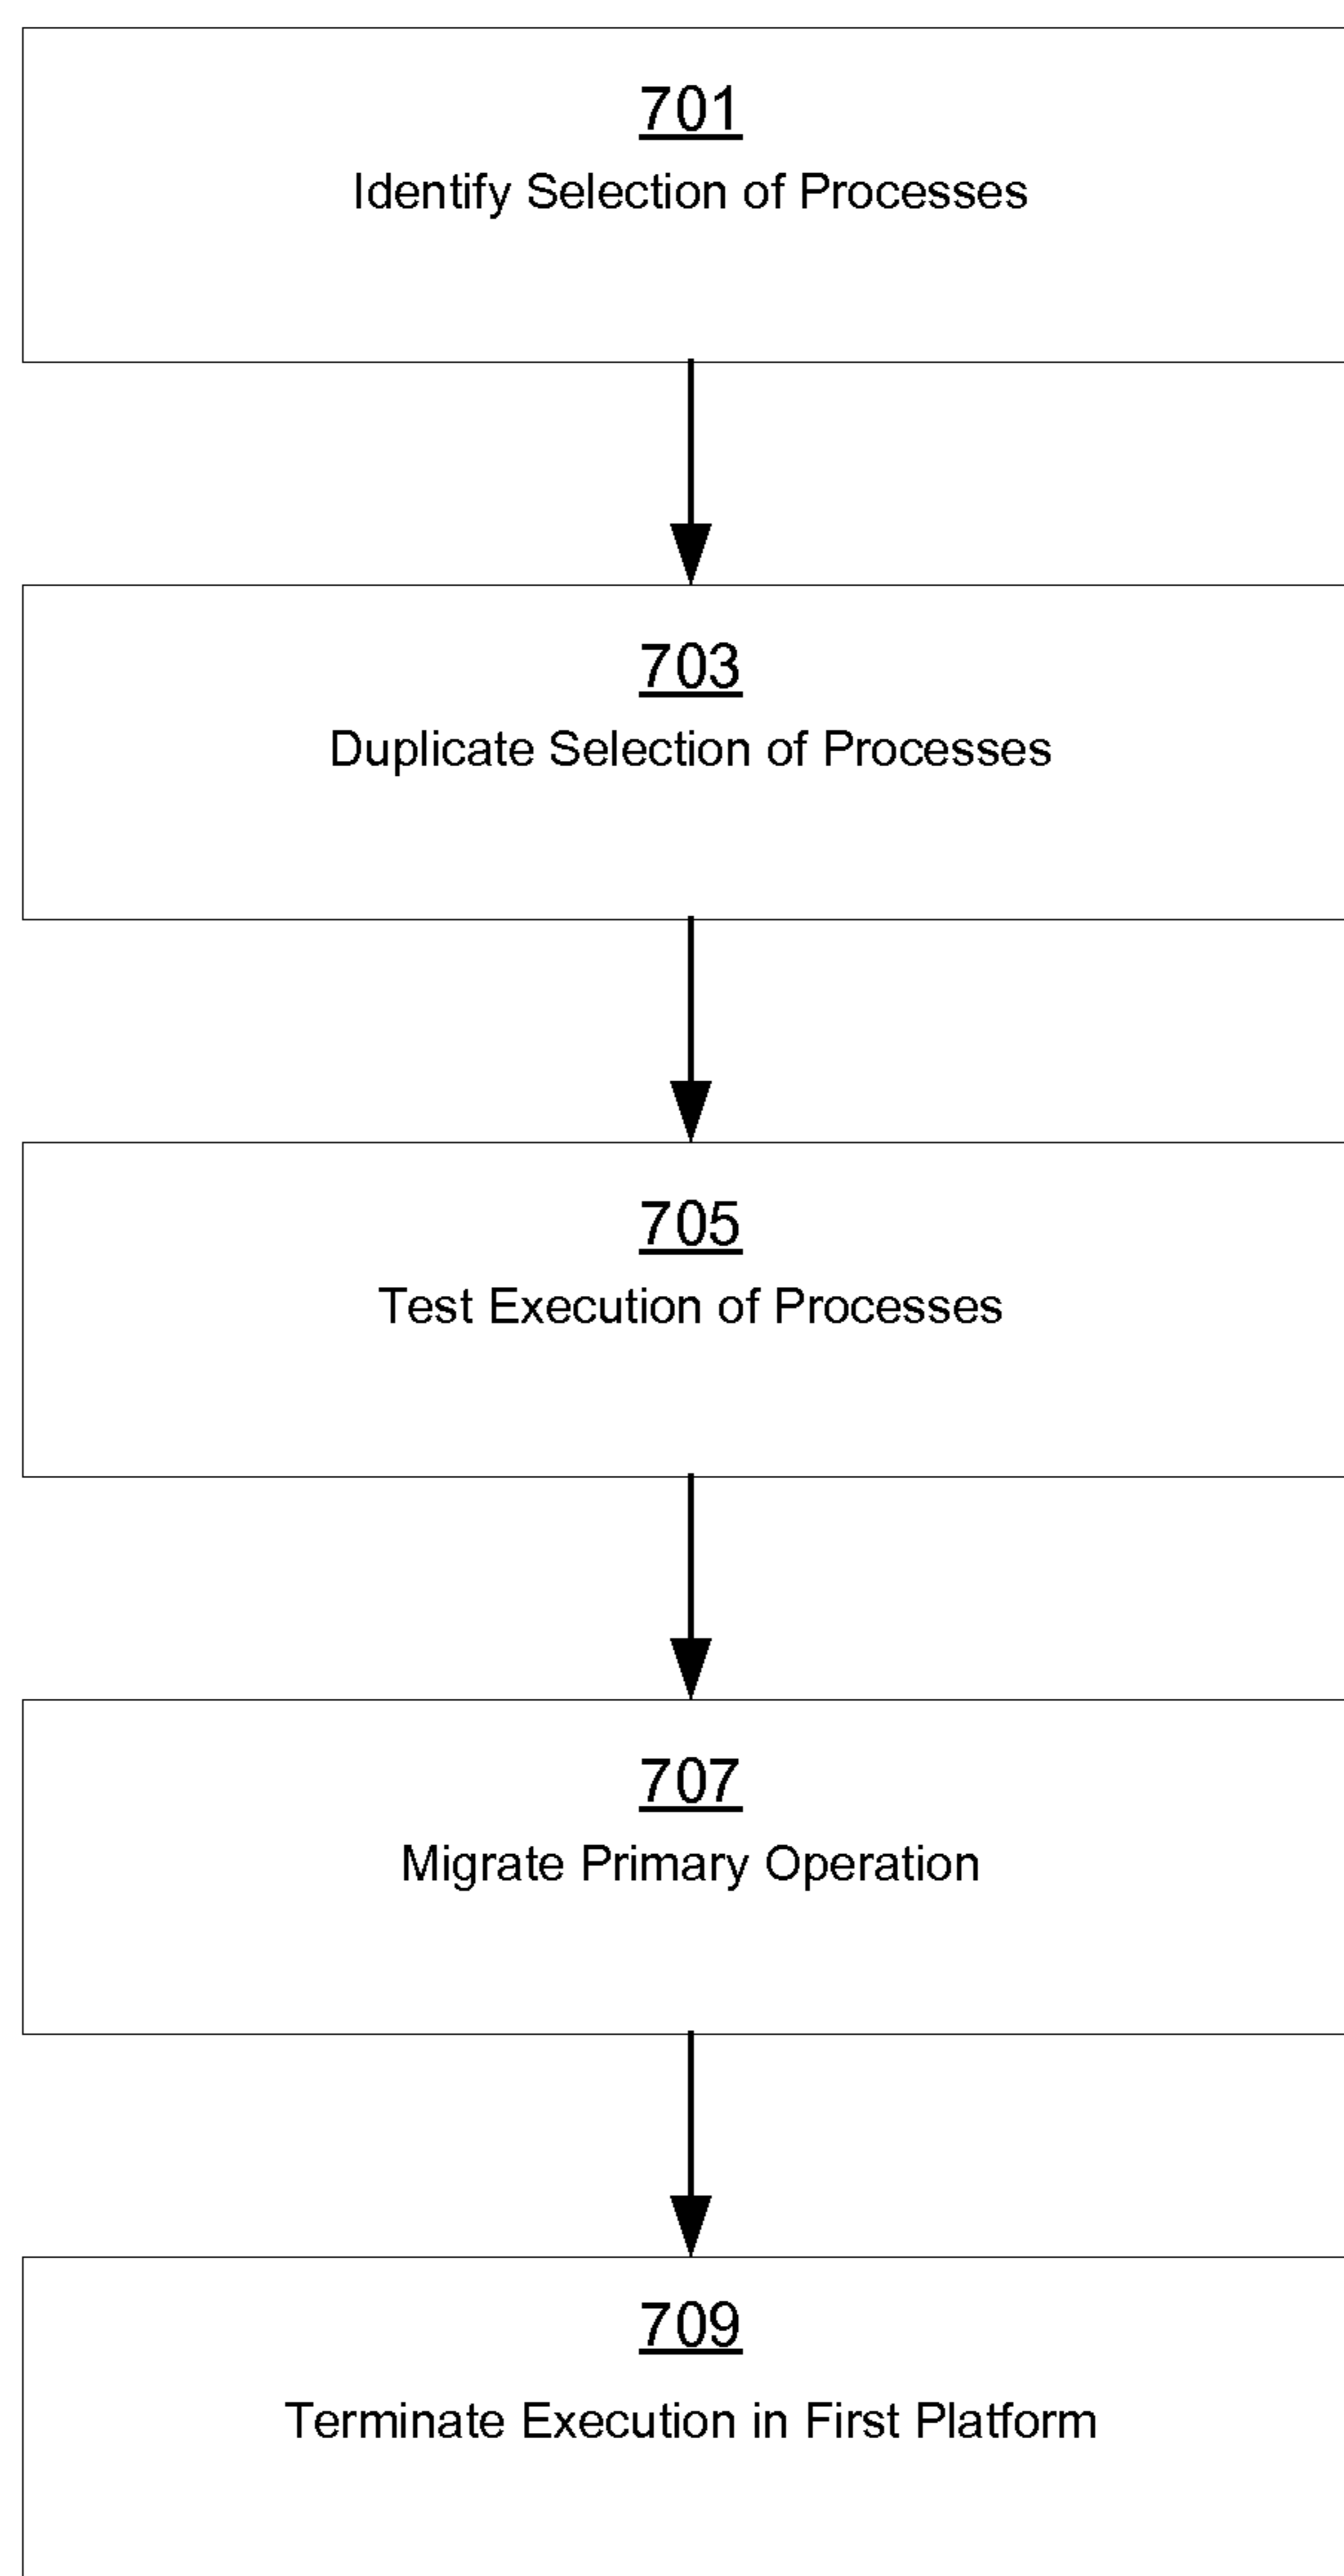 701
Identify Selection of Processes
703
Duplicate Selection of Processes
705
Test Execution of Processes
707
Migrate Primary Operation
709
Terminate Execution in First Platform